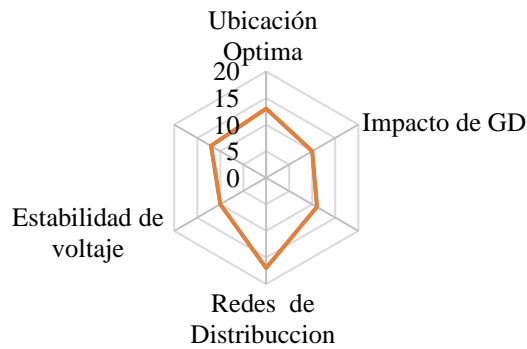 Ubicación
Optima
20
15
10
5
0
Impacto de GD
Estabilidad de
voltaje
Redes de
Distribuccion